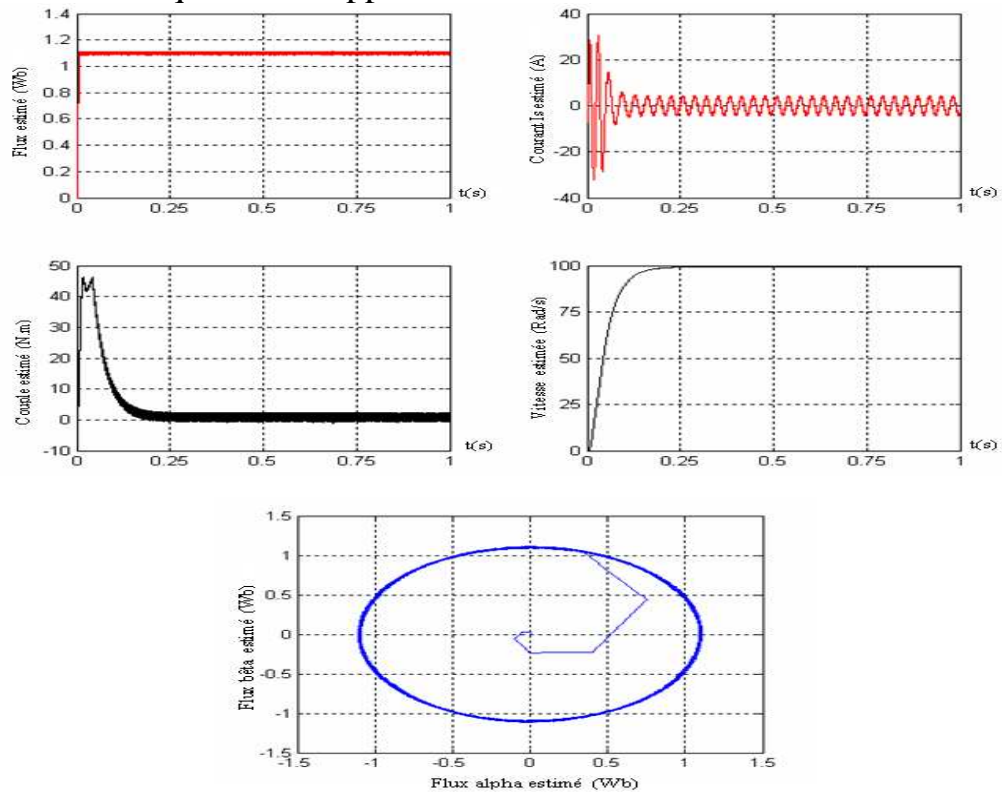 Flux estimé (Wb)
1.4
1.2
1
0.8
0.6
0.4
0.2
0
0 0.25 0.5 0.75 1
t(s)
Courant Is estimé (A)
40
20
0
-20
-40
0 0.25 0.5 0.75 1
t(s)
Couple estimé (N.m)
50
40
30
20
10
0
-10
0 0.25 0.5 0.75 1
t(s)
Vitesse estimée (Rad/s)
100
75
50
25
0
0 0.25 0.5 0.75 1
t(s)
Flux bêta estimé (Wb)
1.5
1
0.5
0
-0.5
-1
-1.5
-1.5 -1 -0.5 0 0.5 1 1.5
Flux alpha estimé (Wb)